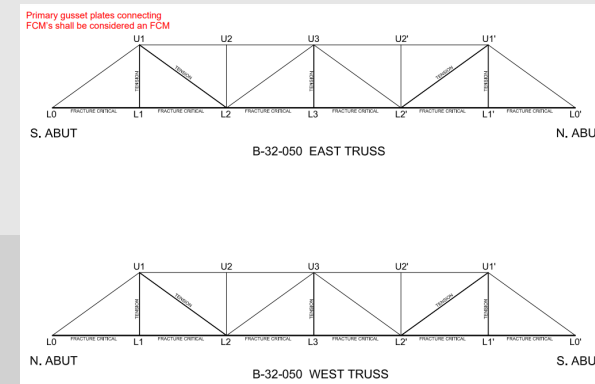 Primary gusset plates connecting
FCM's shall be considered an FCM
U1 U2 U3 U2' U1'
TENSION TENSION TENSION TENSION TENSION
FRACTURE CRITICAL FRACTURE CRITICAL FRACTURE CRITICAL FRACTURE CRITICAL FRACTURE CRITICAL FRACTURE CRITICAL
L0 L1 L2 L3 L2' L1' L0'
S. ABUT N. ABU
B-32-050 EAST TRUSS
U1 U2 U3 U2' U1'
TENSION TENSION TENSION TENSION TENSION
FRACTURE CRITICAL FRACTURE CRITICAL FRACTURE CRITICAL FRACTURE CRITICAL FRACTURE CRITICAL FRACTURE CRITICAL
L0 L1 L2 L3 L2' L1' L0'
N. ABUT S. ABU
B-32-050 WEST TRUSS